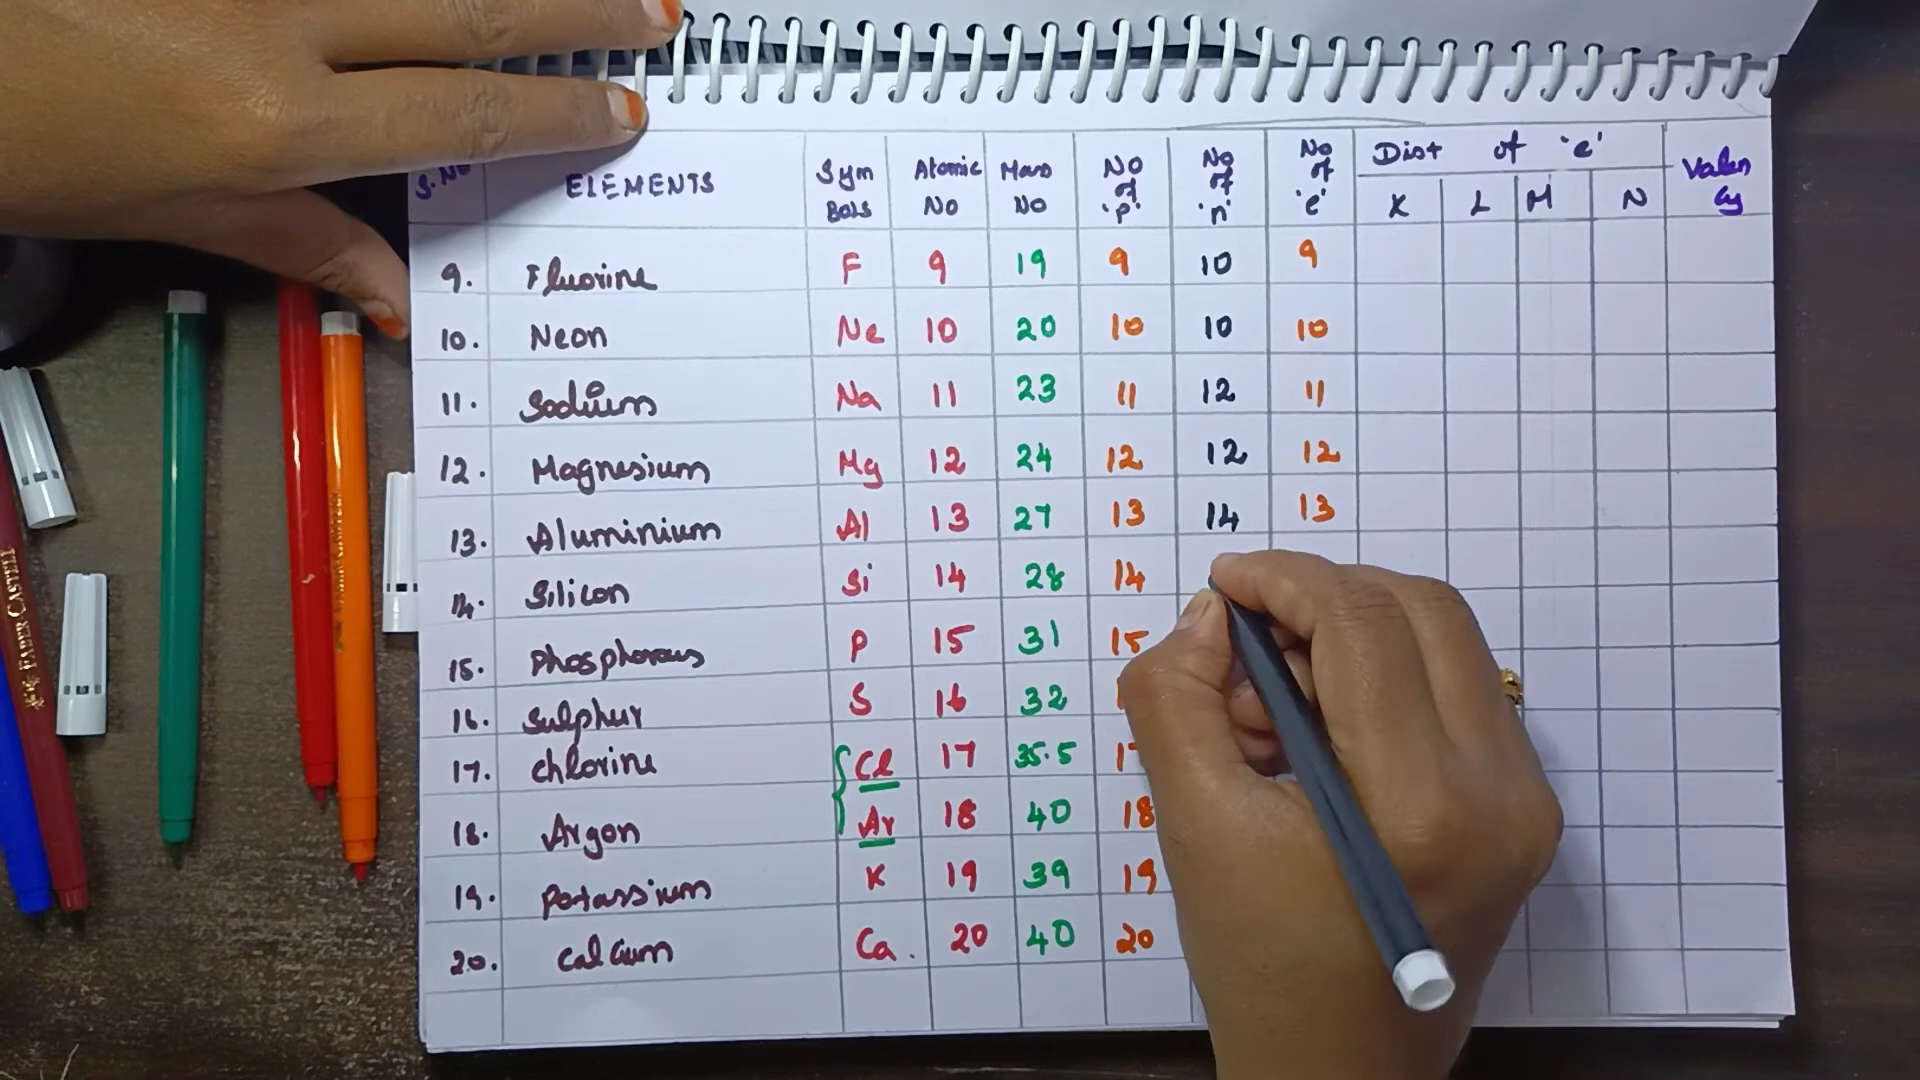 S.No ELEMENTS Sym Bols Atomic No Mass No No of 'p' No of 'n' No of 'e' Dist of 'e' K L M N Valen cy
9. Fluorine F 9 19 9 10 9
10. Neon Ne 10 20 10 10 10
11. Sodium Na 11 23 11 12 11
12. Magnesium Mg 12 24 12 12 12
13. Aluminium Al 13 27 13 14 13
14. Silicon Si 14 28 14
15. Phosphorous P 15 31 15
16. Sulphur S 16 32
17. Chlorine Cl 17 35.5 17
18. Argon Ar 18 40 18
19. Potassium K 19 39 19
20. Calcium Ca. 20 40 20
FABER CASTELL